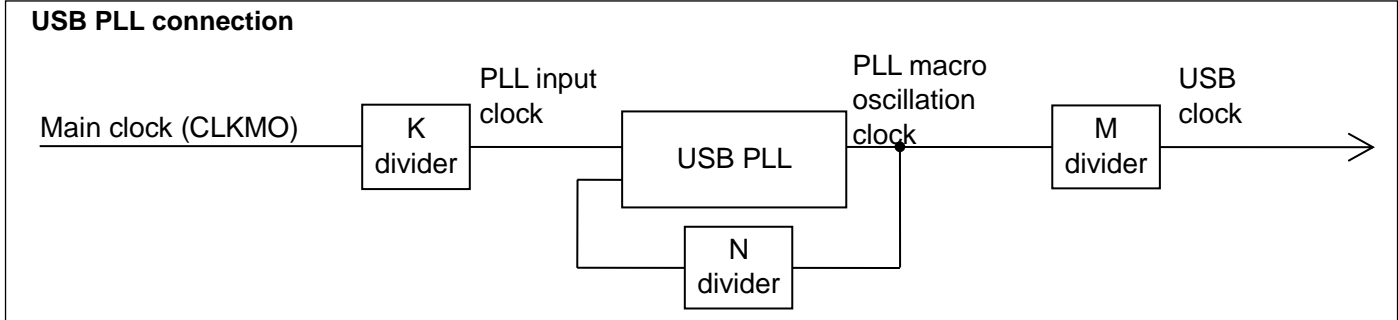 USB PLL connection
Main clock (CLKMO)
K
divider
PLL input
clock
USB PLL
N
divider
PLL macro
oscillation
clock
M
divider
USB
clock